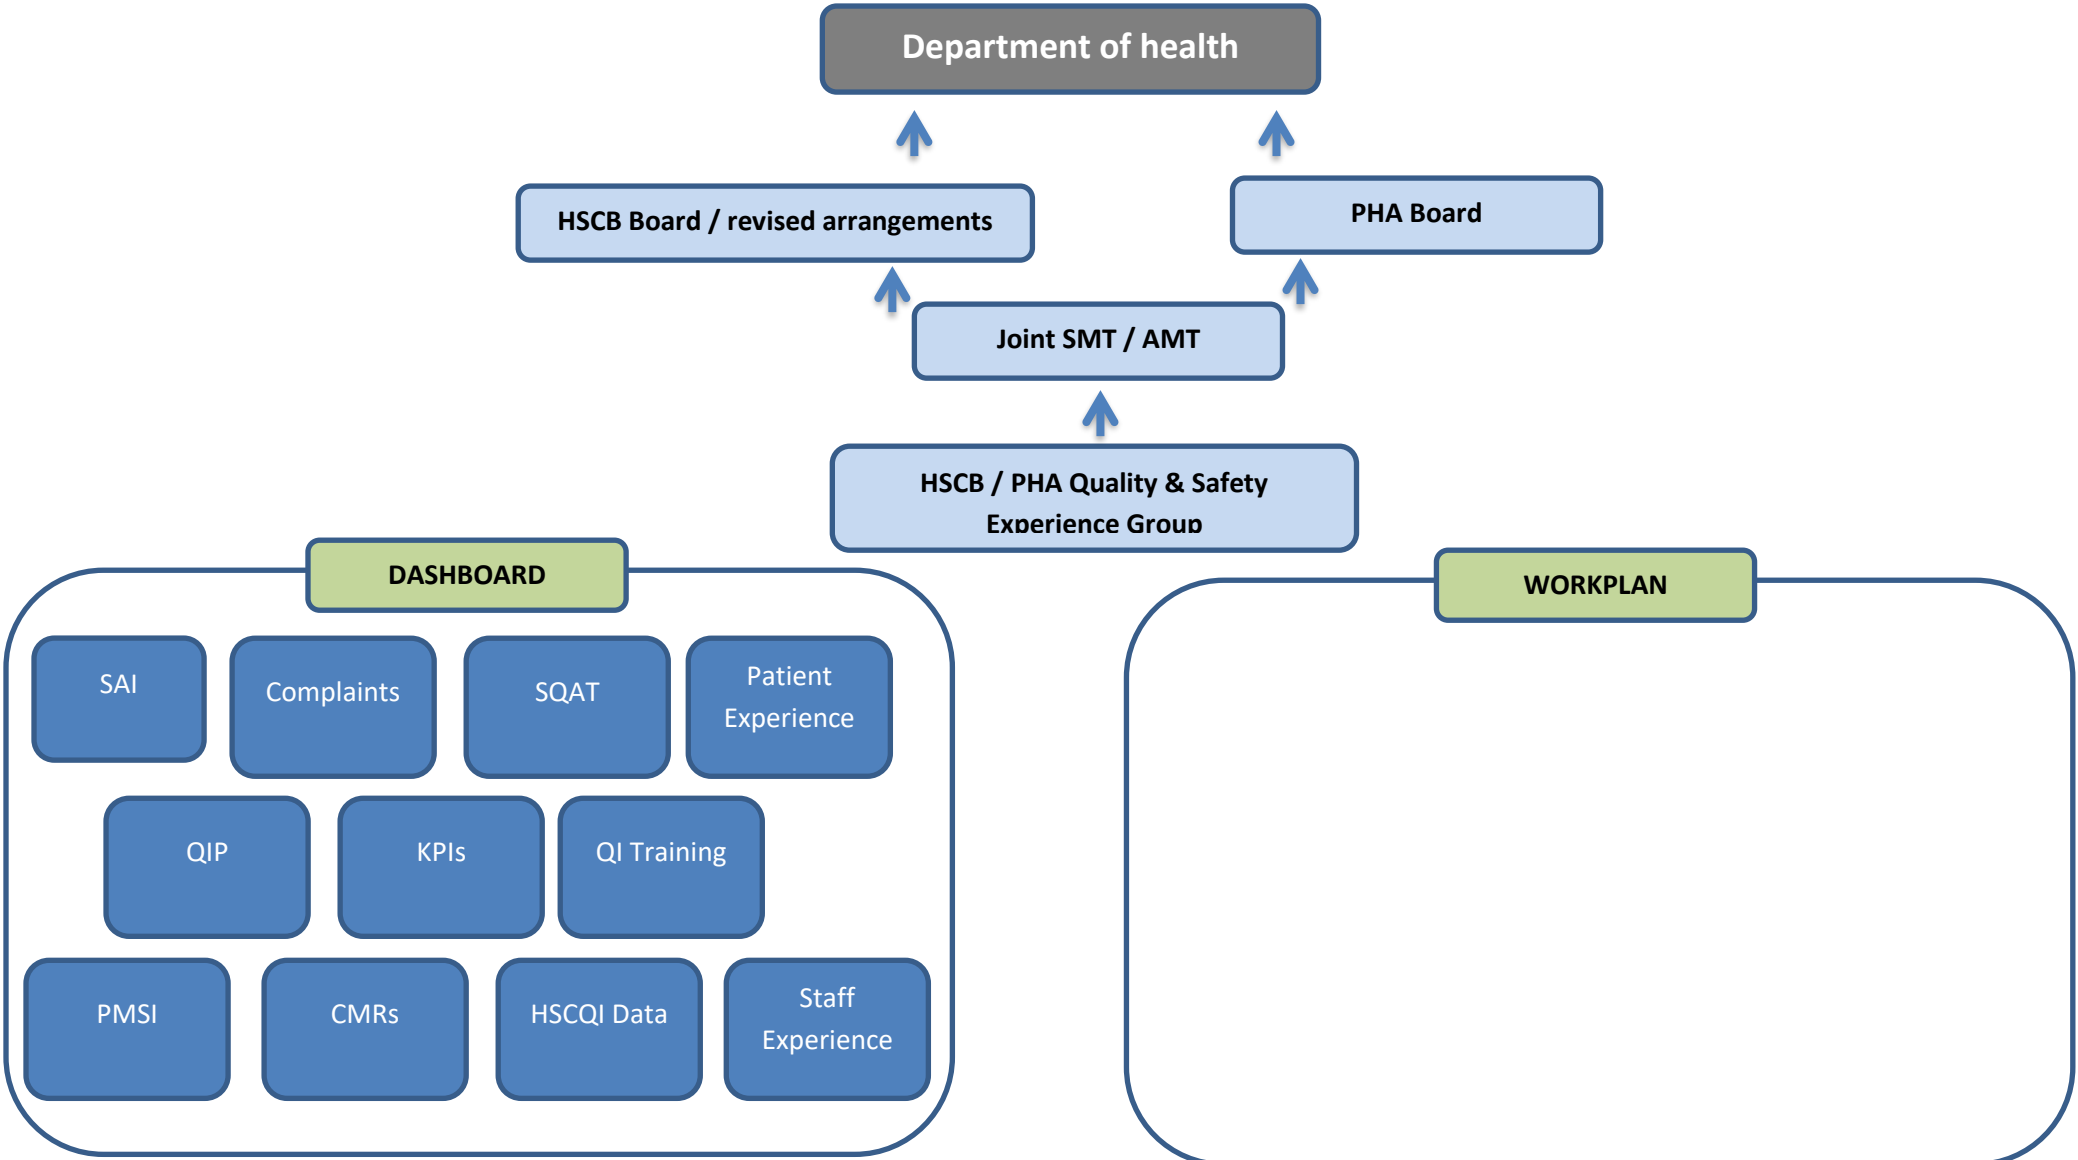 Department of health
HSCB Board / revised arrangements
PHA Board
Joint SMT / AMT
HSCB / PHA Quality & Safety
Experience Group
DASHBOARD
WORKPLAN
SAI
Complaints
SQAT
Patient
Experience
QIP
KPIs
QI Training
PMSI
CMRs
HSCQI Data
Staff
Experience